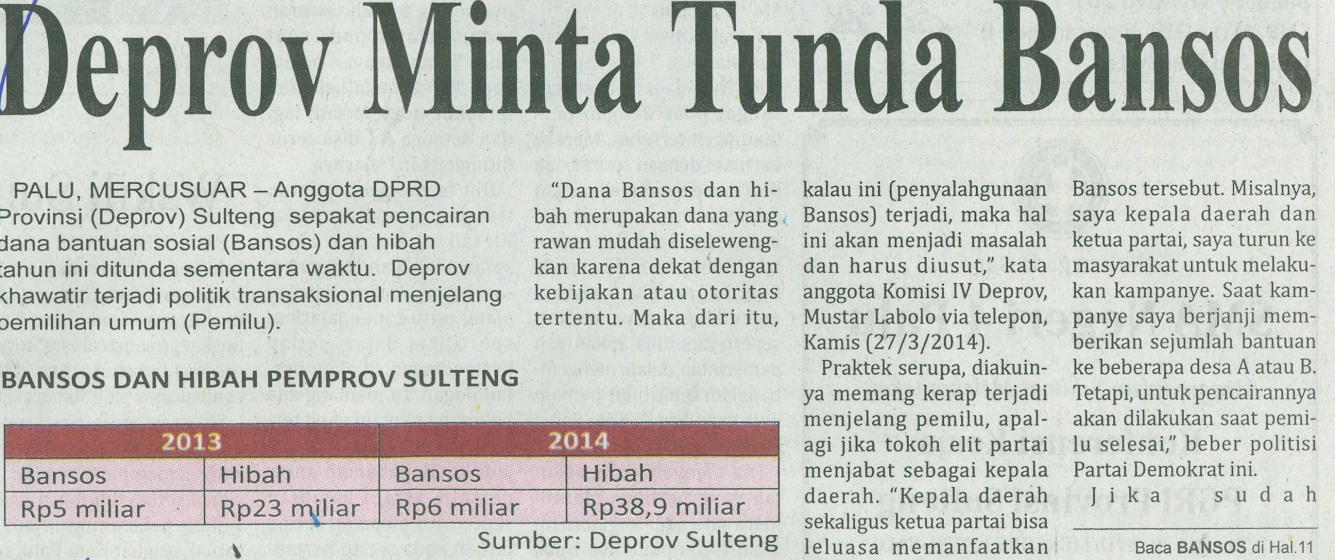 Deprov Minta Tunda Bansos
PALU, MERCUSUAR – Anggota DPRD
Provinsi (Deprov) Sulteng sepakat pencairan
dana bantuan sosial (Bansos) dan hibah
tahun ini ditunda sementara waktu. Deprov
khawatir terjadi politik transaksional menjelang
pemilihan umum (Pemilu).
BANSOS DAN HIBAH PEMPROV SULTENG
2013 2014
Bansos Hibah Bansos Hibah
Rp5 miliar Rp23 miliar Rp6 miliar Rp38,9 miliar
Sumber: Deprov Sulteng
“Dana Bansos dan hi-
bah merupakan dana yang
rawan mudah diseleweng-
kan karena dekat dengan
kebijakan atau otoritas
tertentu. Maka dari itu,
kalau ini (penyalahgunaan
Bansos) terjadi, maka hal
ini akan menjadi masalah
dan harus diusut,” kata
anggota Komisi IV Deprov,
Mustar Labolo via telepon,
Kamis (27/3/2014).
Praktek serupa, diakuin-
ya memang kerap terjadi
menjelang pemilu, apal-
agi jika tokoh en partai
menjabat sebagai kepala
daerah. “Kepala daerah
sekaligus ketua partai bisa
leluasa memanfaatkan
Bansos tersebut. Misalnya,
saya kepala daerah dan
ketua partai, saya turun ke
masyarakat untuk melaku-
kan kampanye. Saat kam-
panye saya berjanji mem-
berikan sejumlah bantuan
ke beberapa desa A atau B.
Tetapi, untuk pencairannya
akan dilakukan saat pemi-
lu selesai,” beber politisi
Partai Demokrat ini.
Jika sudah
Baca BANSOS di Hal.11